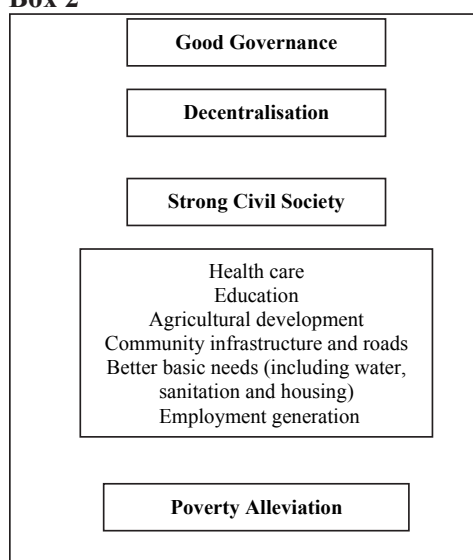 Box 2
Good Governance
Decentralisation
Strong Civil Society
Health care
Education
Agricultural development
Community infrastructure and roads
Better basic needs (including water,
sanitation and housing)
Employment generation
Poverty Alleviation